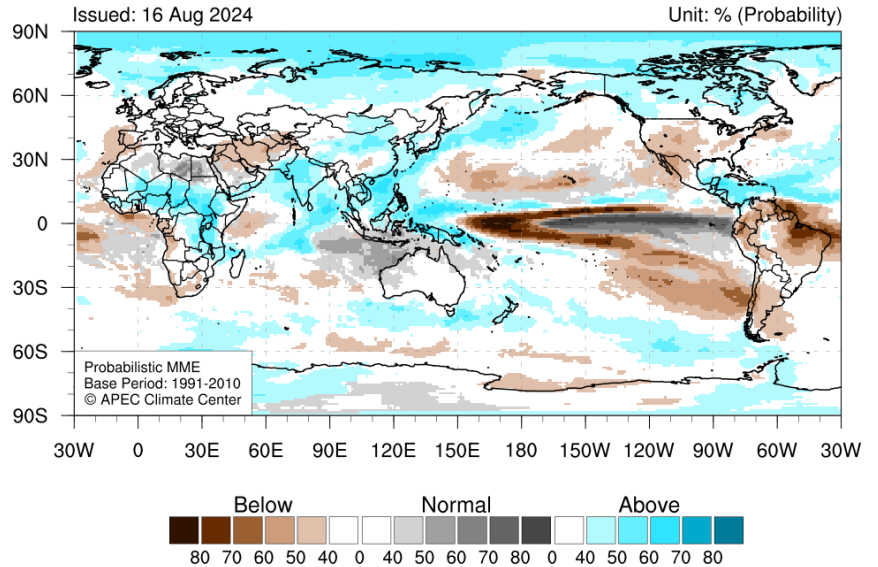 Issued: 16 Aug 2024
Unit: % (Probability)
90N
60N
30N
0
30S
60S
90S
Probabilistic MME
Base Period: 1991-2010
© APEC Climate Center
30W 0 30E 60E 90E 120E 150E 180 150W 120W 90W 60W 30W
Below Normal Above
80 70 60 50 40 0 40 50 60 70 80 0 40 50 60 70 80